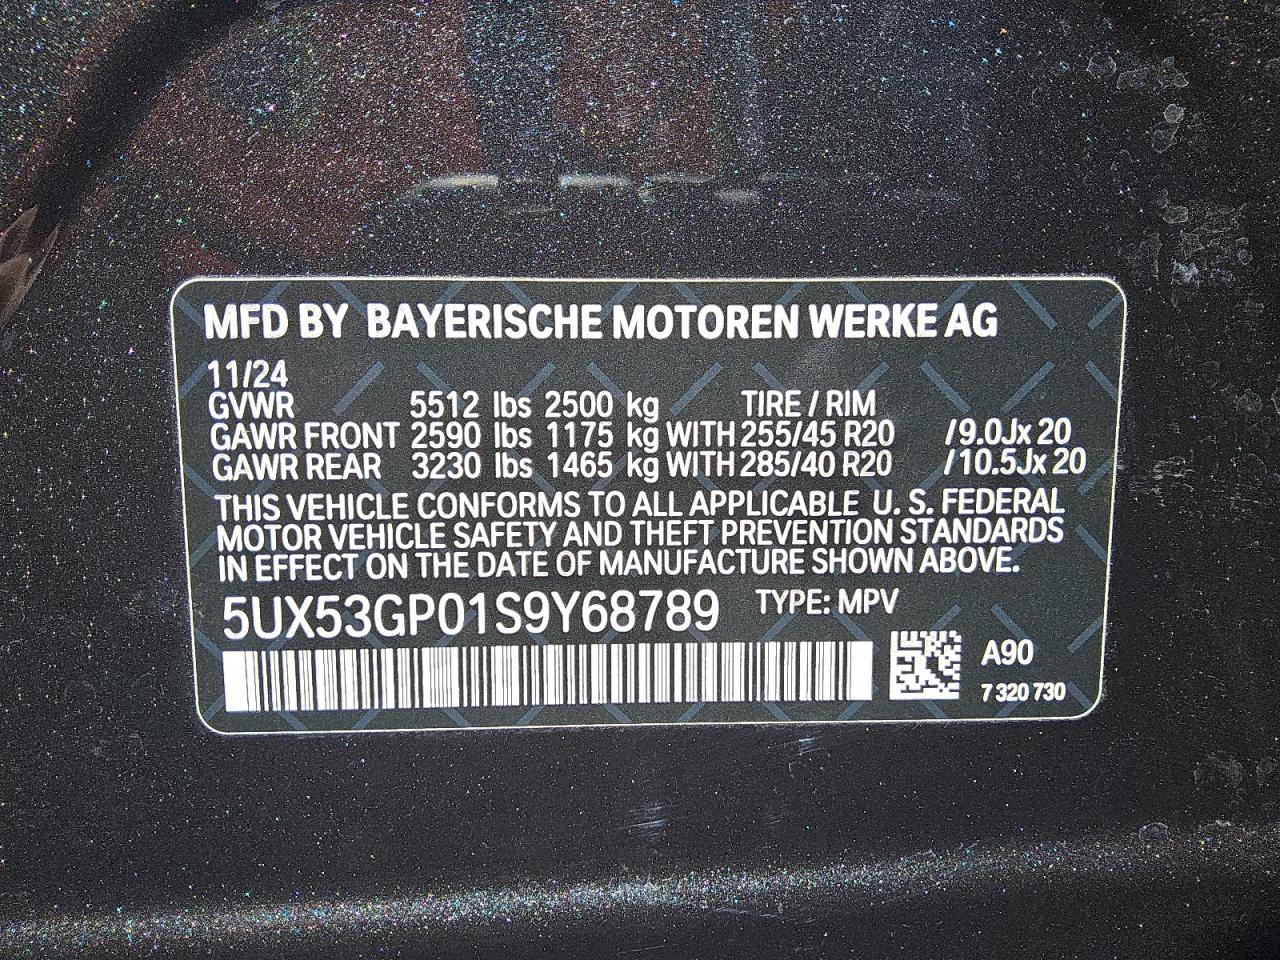 MFD BY BAYERISCHE MOTOREN WERKE AG
11/24
GVWR 5512 lbs 2500 kg TIRE / RIM
GAWR FRONT 2590 lbs 1175 kg WITH 255/45 R20 /9.0Jx 20
GAWR REAR 3230 lbs 1465 kg WITH 285/40 R20 /10.5Jx 20
THIS VEHICLE CONFORMS TO ALL APPLICABLE U. S. FEDERAL
MOTOR VEHICLE SAFETY AND THEFT PREVENTION STANDARDS
IN EFFECT ON THE DATE OF MANUFACTURE SHOWN ABOVE.
5UX53GP01S9Y68789 TYPE: MPV
A90
7 320 730